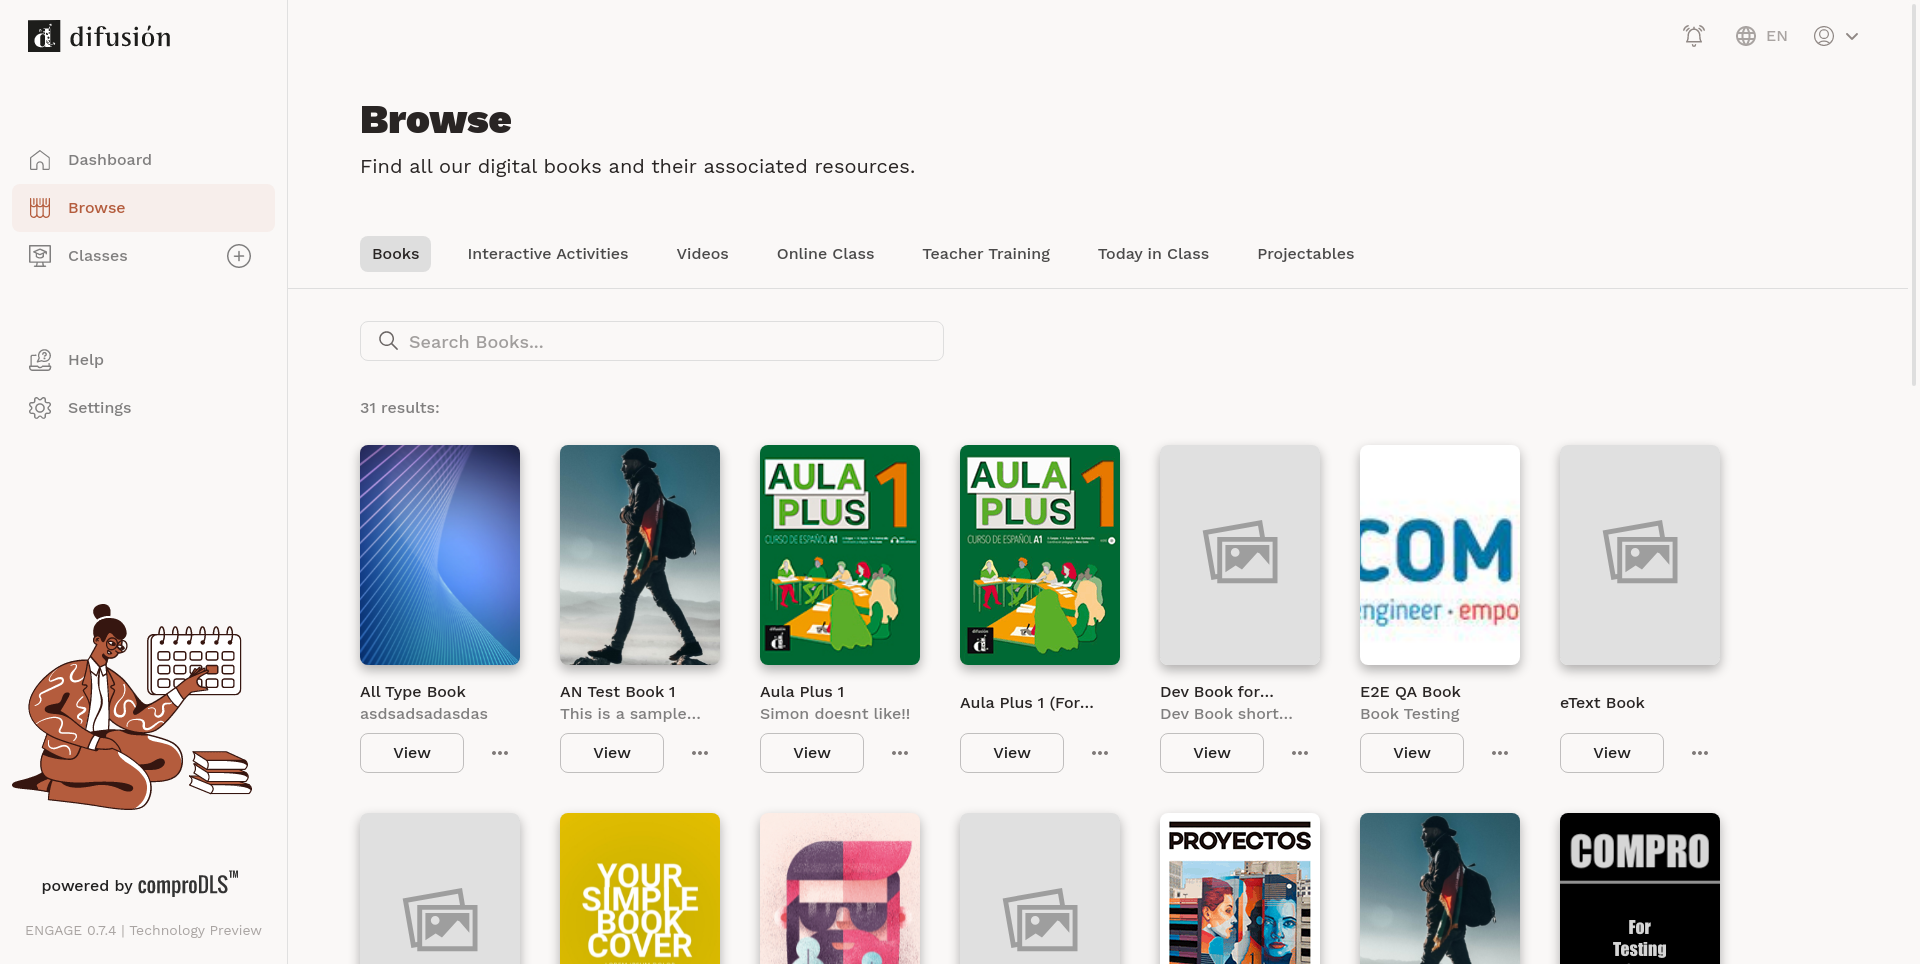 difusión
EN
Dashboard
Browse
Classes
Help
Settings
powered by comproDLS™
ENGAGE 0.7.4 | Technology Preview
Browse
Find all our digital books and their associated resources.
Books
Interactive Activities
Videos
Online Class
Teacher Training
Today in Class
Projectables
Search Books...
31 results:
AULA
PLUS
1
CURSO DE ESPAÑOL A1
difusión
AULA
PLUS
1
CURSO DE ESPAÑOL A1
difusión
COM
ngineer · empo
All Type Book
asdsadsadasdas
View
AN Test Book 1
This is a sample...
View
Aula Plus 1
Simon doesnt like!!
View
Aula Plus 1 (For...
View
Dev Book for...
Dev Book short...
View
E2E QA Book
Book Testing
View
eText Book
View
YOUR
SIMPLE
BOOK
COVER
PROYECTOS
1
COMPRO
For
Testing